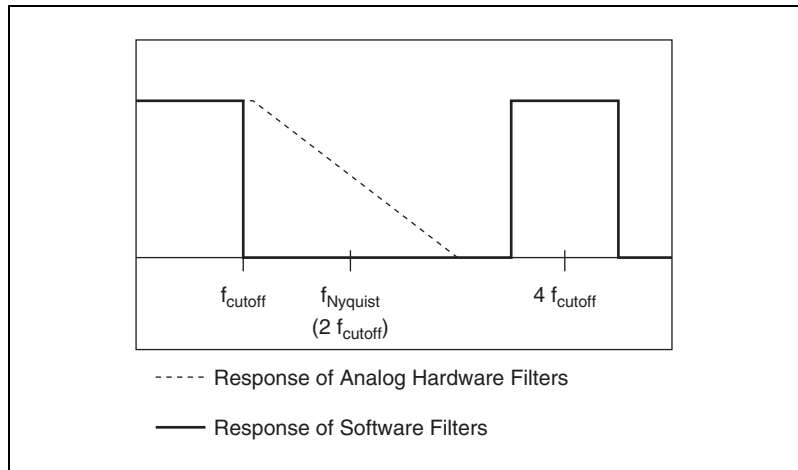 f_cutoff f_Nyquist 4 f_cutoff
(2 f_cutoff)
Response of Analog Hardware Filters
Response of Software Filters